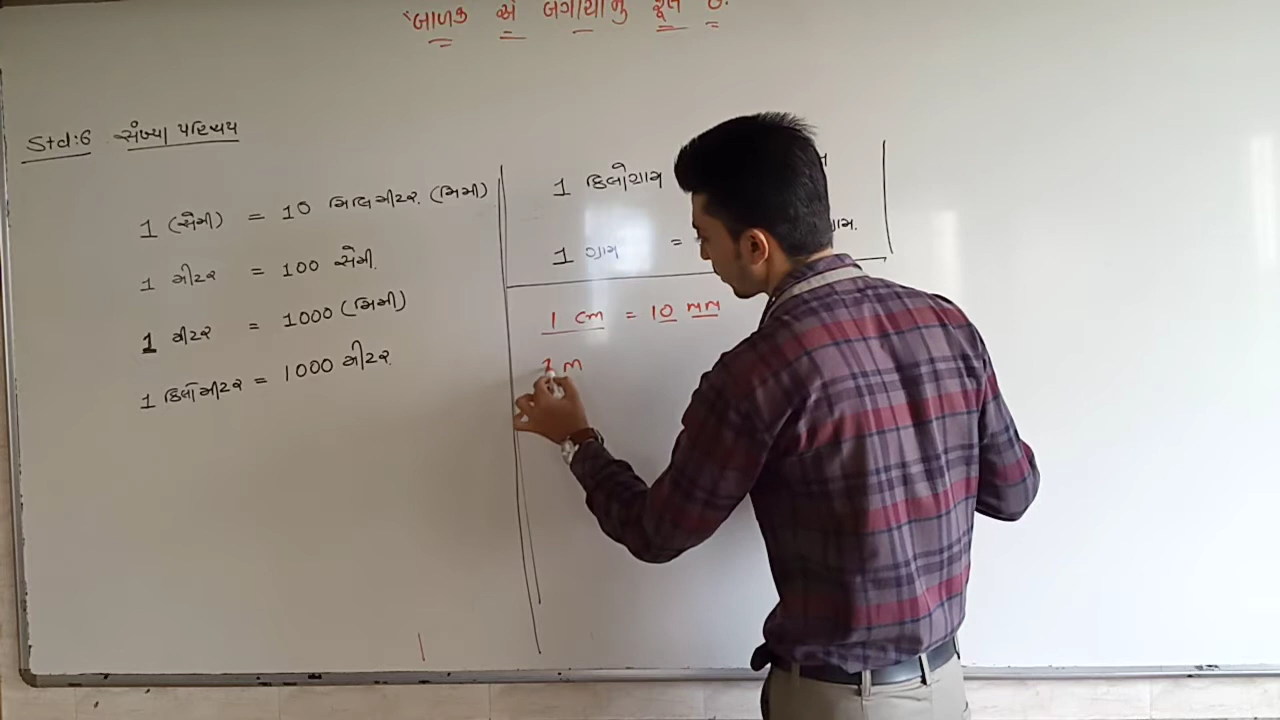 "બાળક એ બગીચાનું ફૂલ છે.
Std:6 સંખ્યા પરિચય
1 (સેમી) = 10 મિલિમીટર (મિમી)
1 મીટર = 100 સેમી.
1 મીટર = 1000 (મિમી)
1 કિલોમીટર = 1000 મીટર.
1 કિલોગ્રામ
1 ગ્રામ =
1 cm = 10 mm
1 m